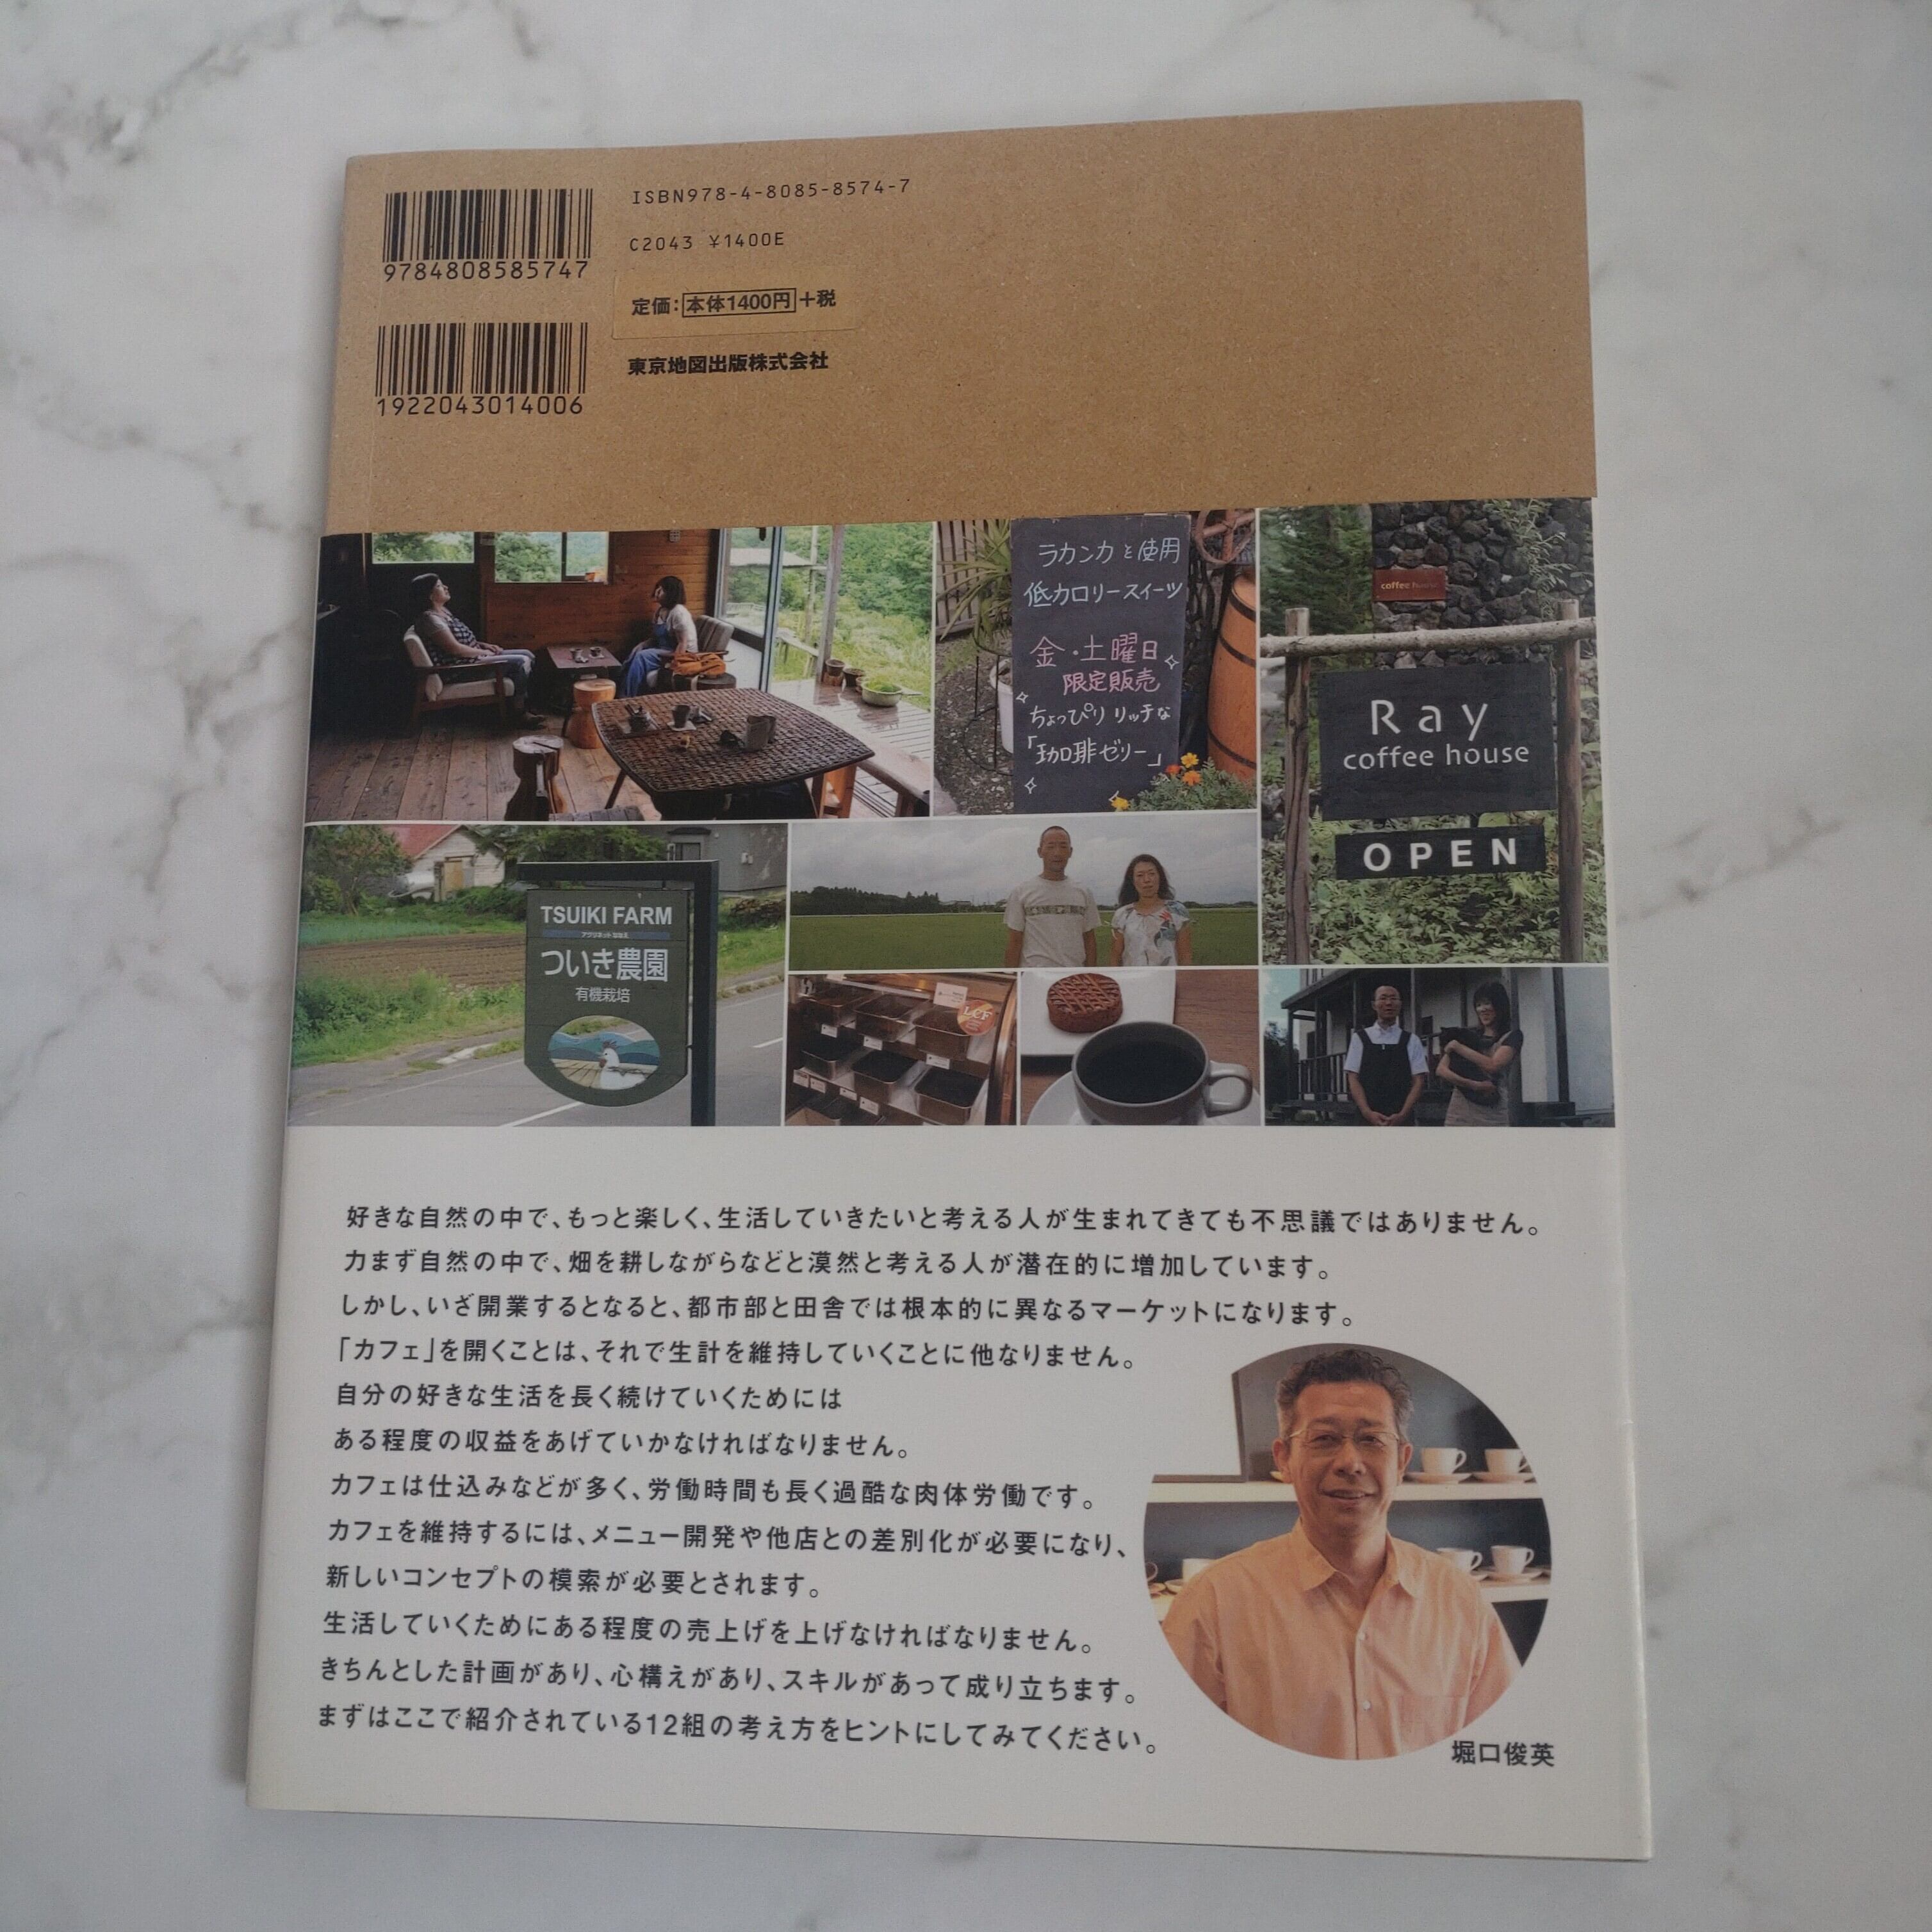 ISBN978-4-8085-8574-7
C2043 ¥1400E
9784808585747
定価：本体1400円＋税
東京地図出版株式会社
1922043014006
ラカンカと使用
低カロリースイーツ
金・土曜日
限定販売
ちょっぴりリッチな
「珈琲ゼリー」
coffee house
Ray
coffee house
OPEN
TSUIKI FARM
ついき農園
有機栽培
LCF
好きな自然の中で、もっと楽しく、生活していきたいと考える人が生まれてきても不思議ではありません。
力まず自然の中で、畑を耕しながらなどと漠然と考える人が潜在的に増加しています。
しかし、いざ開業するとなると、都市部と田舎では根本的に異なるマーケットになります。
「カフェ」を開くことは、それで生計を維持していくことに他なりません。
自分の好きな生活を長く続けていくためには
ある程度の収益をあげていかなければなりません。
カフェは仕込みなどが多く、労働時間も長く過酷な肉体労働です。
カフェを維持するには、メニュー開発や他店との差別化が必要になり、
新しいコンセプトの模索が必要とされます。
生活していくためにある程度の売上げを上げなければなりません。
きちんとした計画があり、心構えがあり、スキルがあって成り立ちます。
まずはここで紹介されている12組の考え方をヒントにしてみてください。
堀口俊英